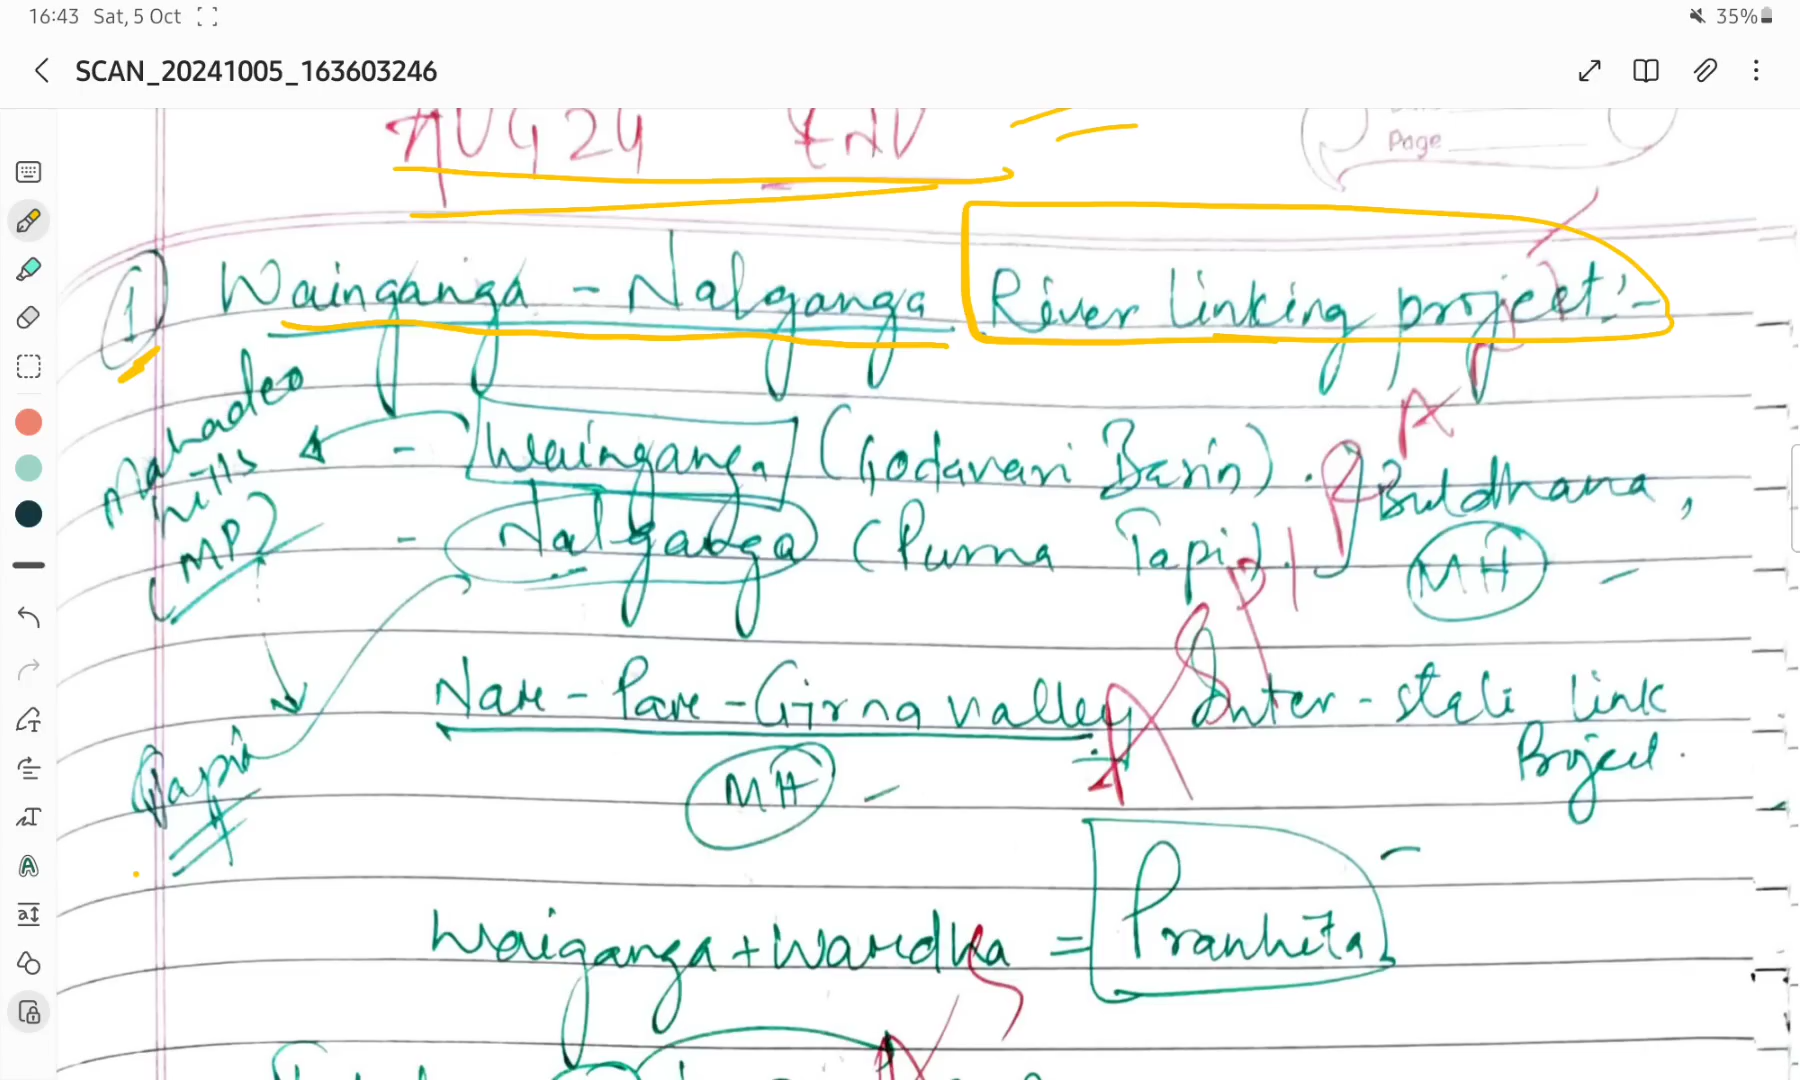 16:43 Sat, 5 Oct 35%
SCAN_20241005_163603246
AUG 24 ENV
Page
1 Wainganga - Nalganga River linking project :-
Mahadeo hills (MP)
- Wainganga (Godavari Basin). Buldhana,
- Nalganga (Purna Tapi). MH -
Nare - Pare - Girna valley Inter - state link
Project.
Tapi
MH -
Waiganga + Wardha = Pranhita